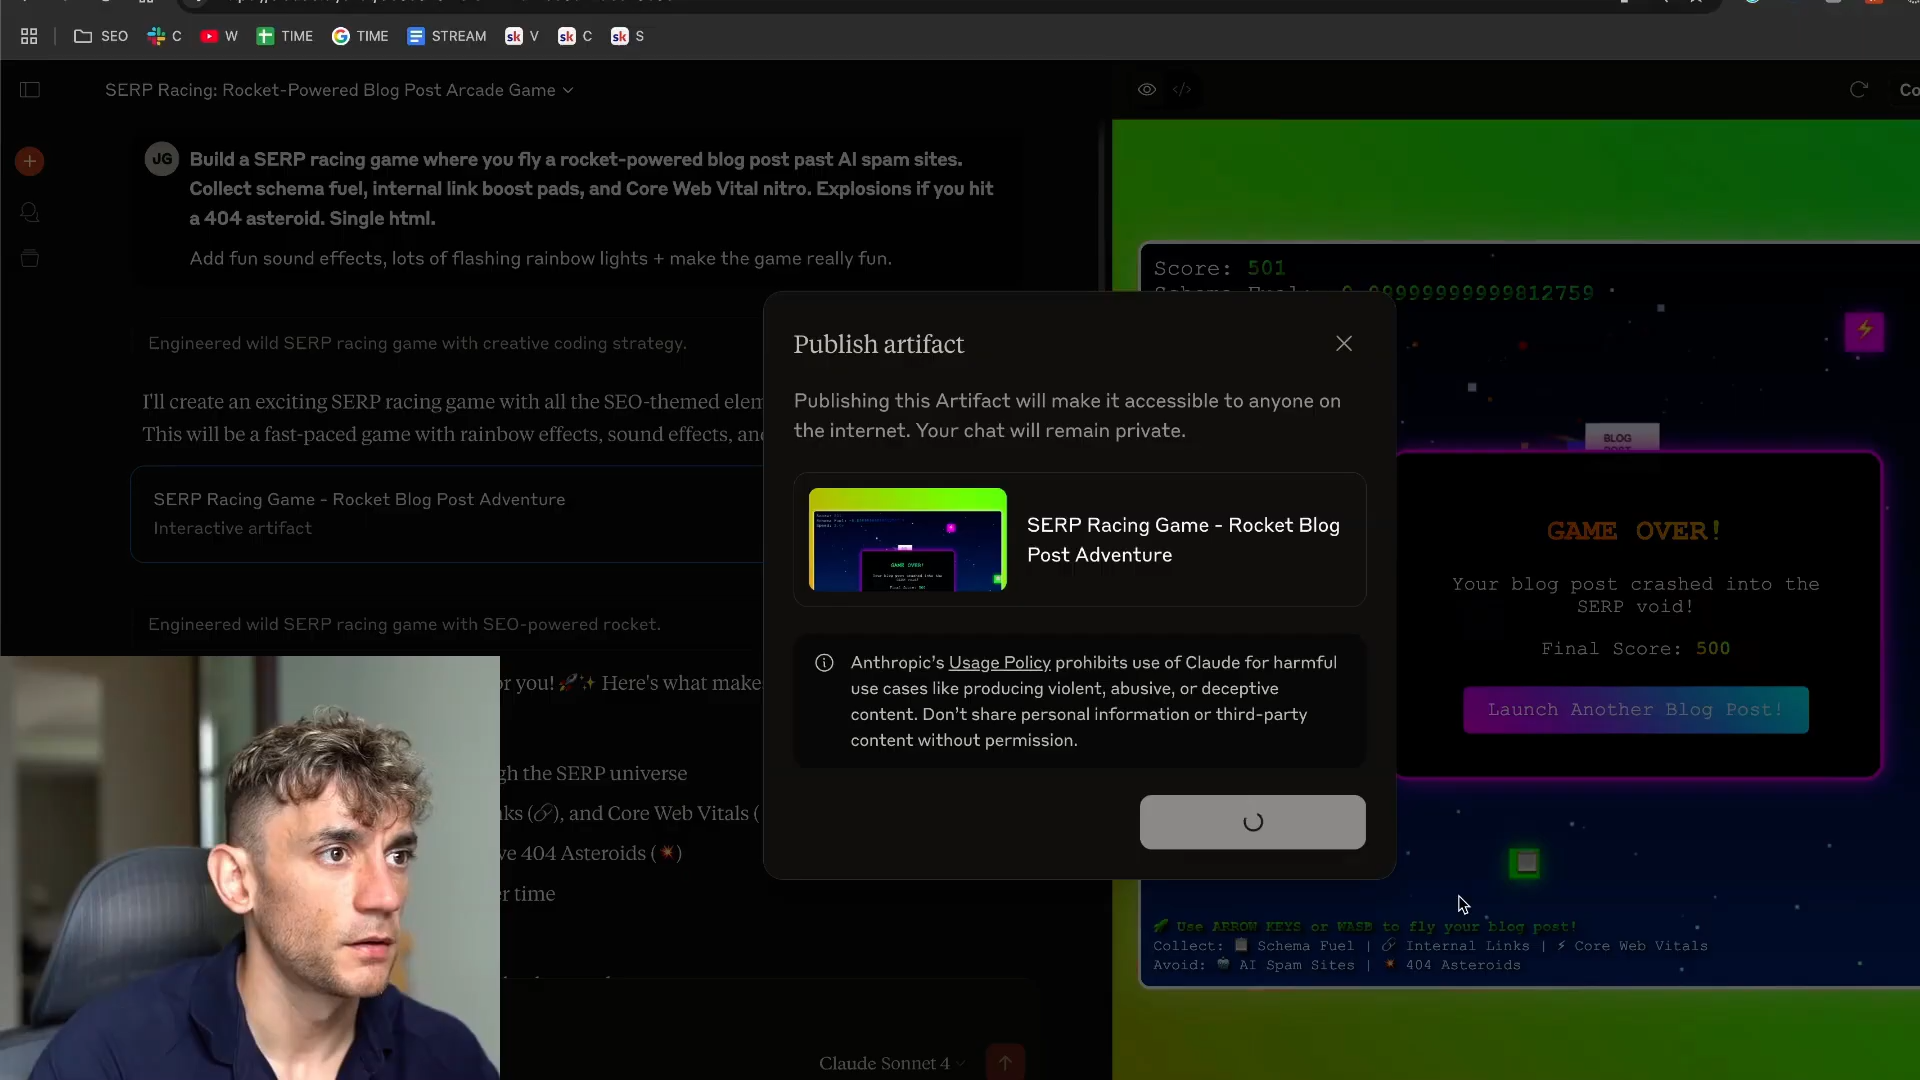 SEO
C
W
TIME
TIME
STREAM
sk V
sk C
sk S
SERP Racing: Rocket-Powered Blog Post Arcade Game
Co
JG
Build a SERP racing game where you fly a rocket-powered blog post past AI spam sites.
Collect schema fuel, internal link boost pads, and Core Web Vital nitro. Explosions if you hit
a 404 asteroid. Single html.
Add fun sound effects, lots of flashing rainbow lights + make the game really fun.
Engineered wild SERP racing game with creative coding strategy.
I'll create an exciting SERP racing game with all the SEO-themed elem
This will be a fast-paced game with rainbow effects, sound effects, and
SERP Racing Game - Rocket Blog Post Adventure
Interactive artifact
Engineered wild SERP racing game with SEO-powered rocket.
r you! 🚀✨ Here's what make
gh the SERP universe
ks (🔗), and Core Web Vitals (
ve 404 Asteroids (💥)
r time
Claude Sonnet 4
Publish artifact
Publishing this Artifact will make it accessible to anyone on
the internet. Your chat will remain private.
SERP Racing Game - Rocket Blog
Post Adventure
GAME OVER!
Anthropic's Usage Policy prohibits use of Claude for harmful
use cases like producing violent, abusive, or deceptive
content. Don't share personal information or third-party
content without permission.
Score: 501
BLOG
GAME OVER!
Your blog post crashed into the
SERP void!
Final Score: 500
Launch Another Blog Post!
🚀 Use ARROW KEYS or WASD to fly your blog post!
Collect: 📋 Schema Fuel | 🔗 Internal Links | ⚡ Core Web Vitals
Avoid: 🤖 AI Spam Sites | 💥 404 Asteroids